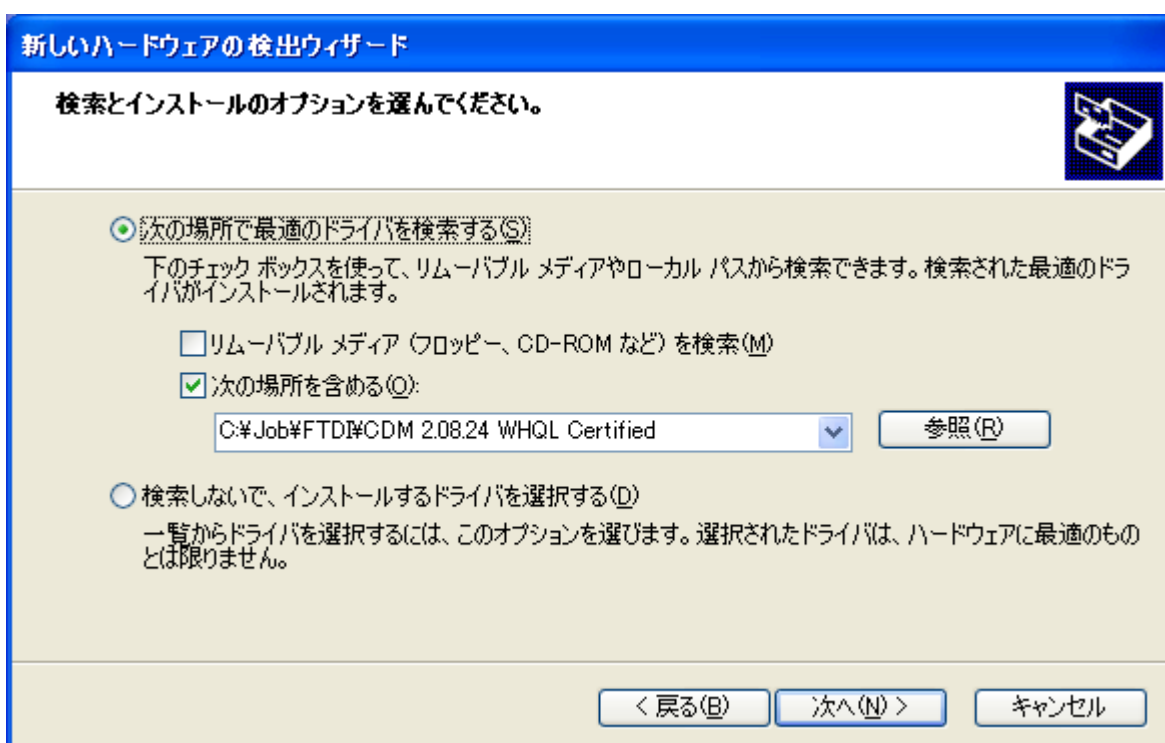 新しいハードウェアの検出ウィザード
検索とインストールのオプションを選んでください。
次の場所で最適のドライバを検索する(S)
下のチェック ボックスを使って、リムーバブル メディアやローカル パスから検索できます。検索された最適のドラ
イバがインストールされます。
リムーバブル メディア (フロッピー、CD-ROM など) を検索(M)
次の場所を含める(O):
C:¥Job¥FTDI¥CDM 2.08.24 WHQL Certified
参照(R)
検索しないで、インストールするドライバを選択する(D)
一覧からドライバを選択するには、このオプションを選びます。選択されたドライバは、ハードウェアに最適のもの
とは限りません。
< 戻る(B) 次へ(N) > キャンセル